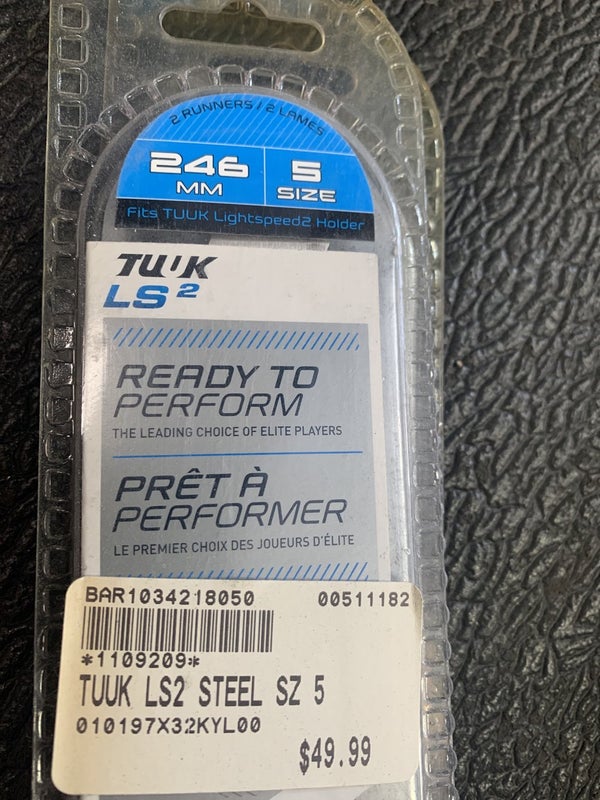 2 RUNNERS / 2 LAMES
246 5
MM SIZE
Fits TUUK Lightspeed2 Holder
TUUK
LS²
READY TO
PERFORM
THE LEADING CHOICE OF ELITE PLAYERS
PRÊT À
PERFORMER
LE PREMIER CHOIX DES JOUEURS D'ÉLITE
BAR1034218050 00511182
*1109209*
TUUK LS2 STEEL SZ 5
010197X32KYL00
$49.99